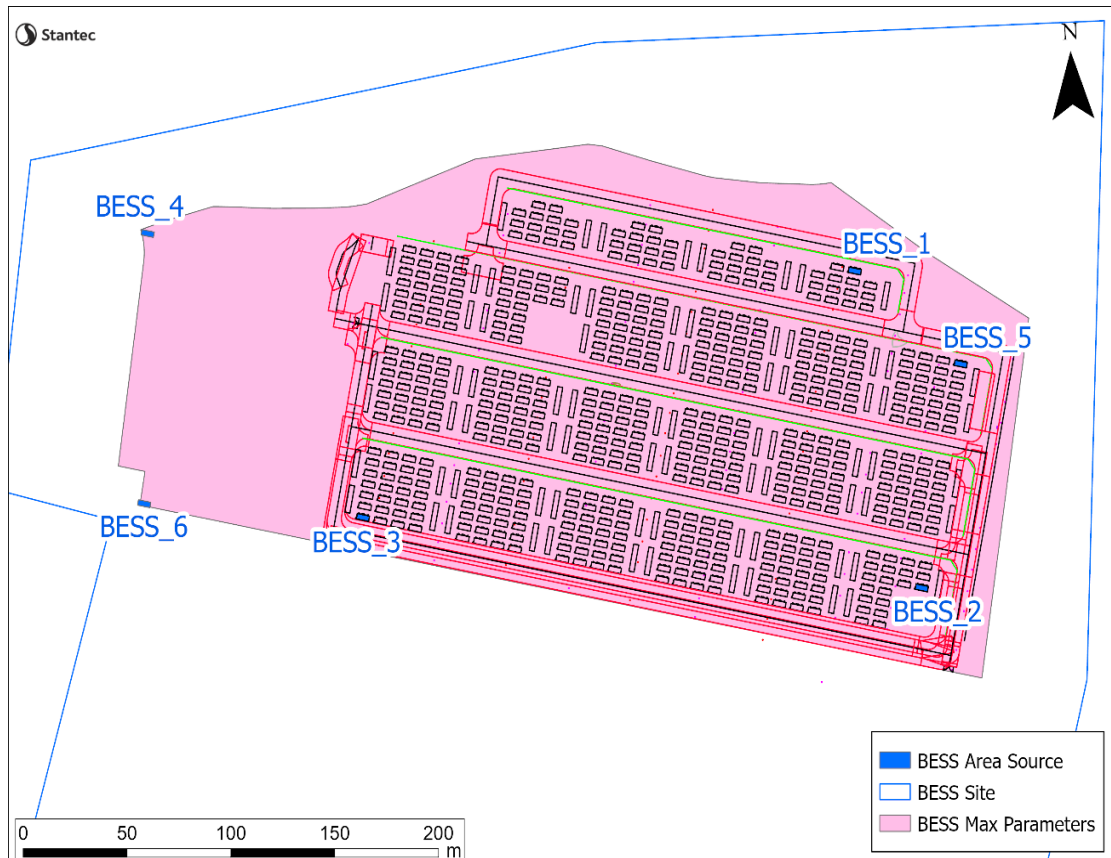 Stantec
N
BESS_4
BESS_1
BESS_5
BESS_6
BESS_3
BESS_2
BESS Area Source
BESS Site
BESS Max Parameters
0 50 100 150 200
m